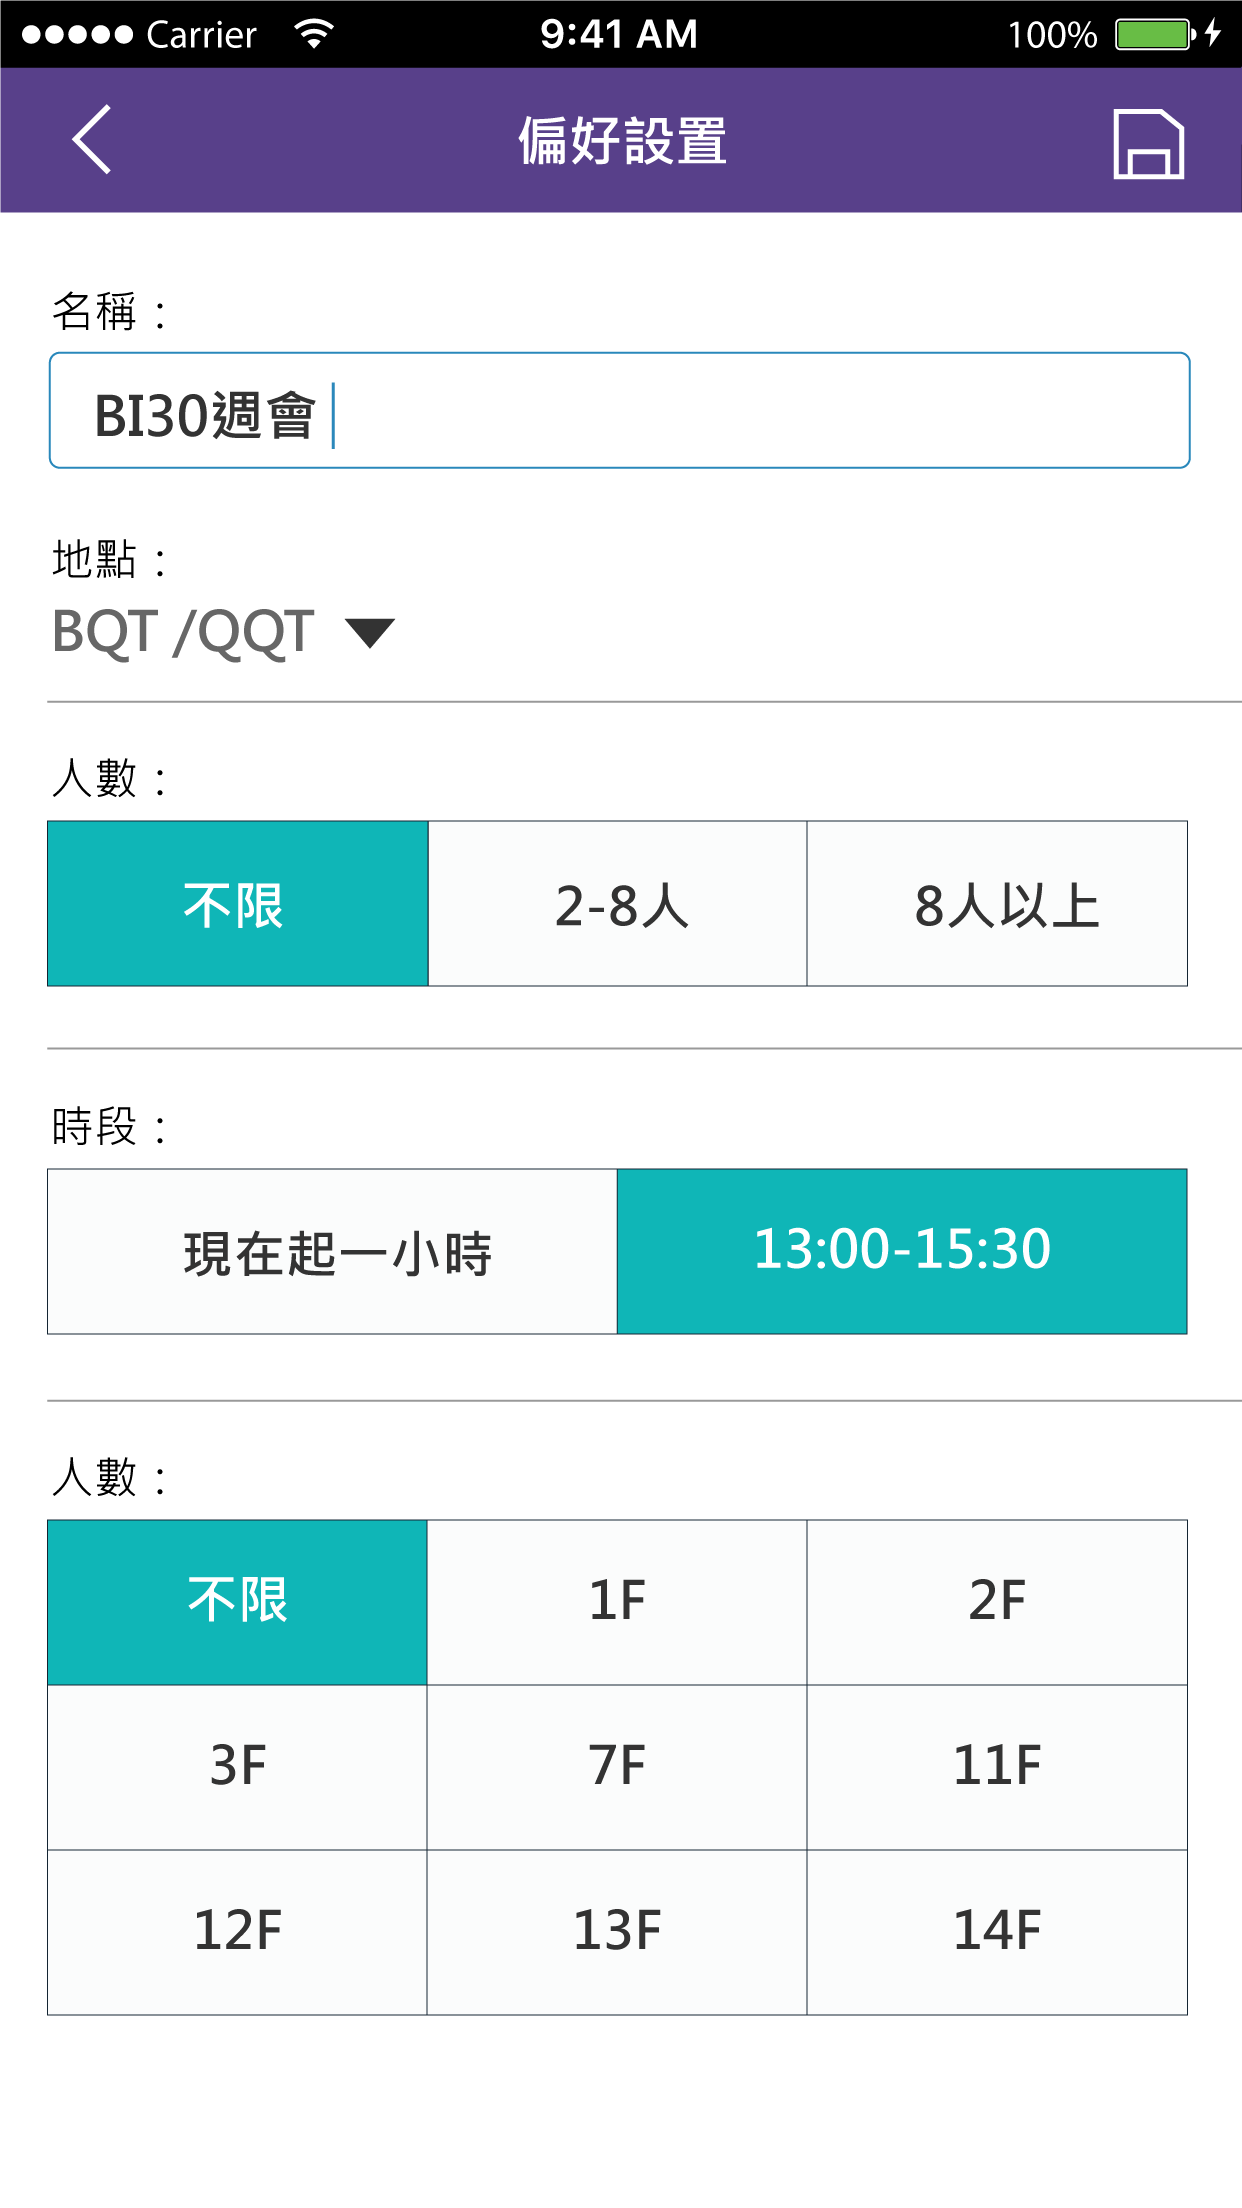 Carrier 9:41 AM 100%
偏好設置
名稱：
BI30週會
地點：
BQT /QQT
人數：
不限 2-8人 8人以上
時段：
現在起一小時 13:00-15:30
人數：
不限 1F 2F
3F 7F 11F
12F 13F 14F